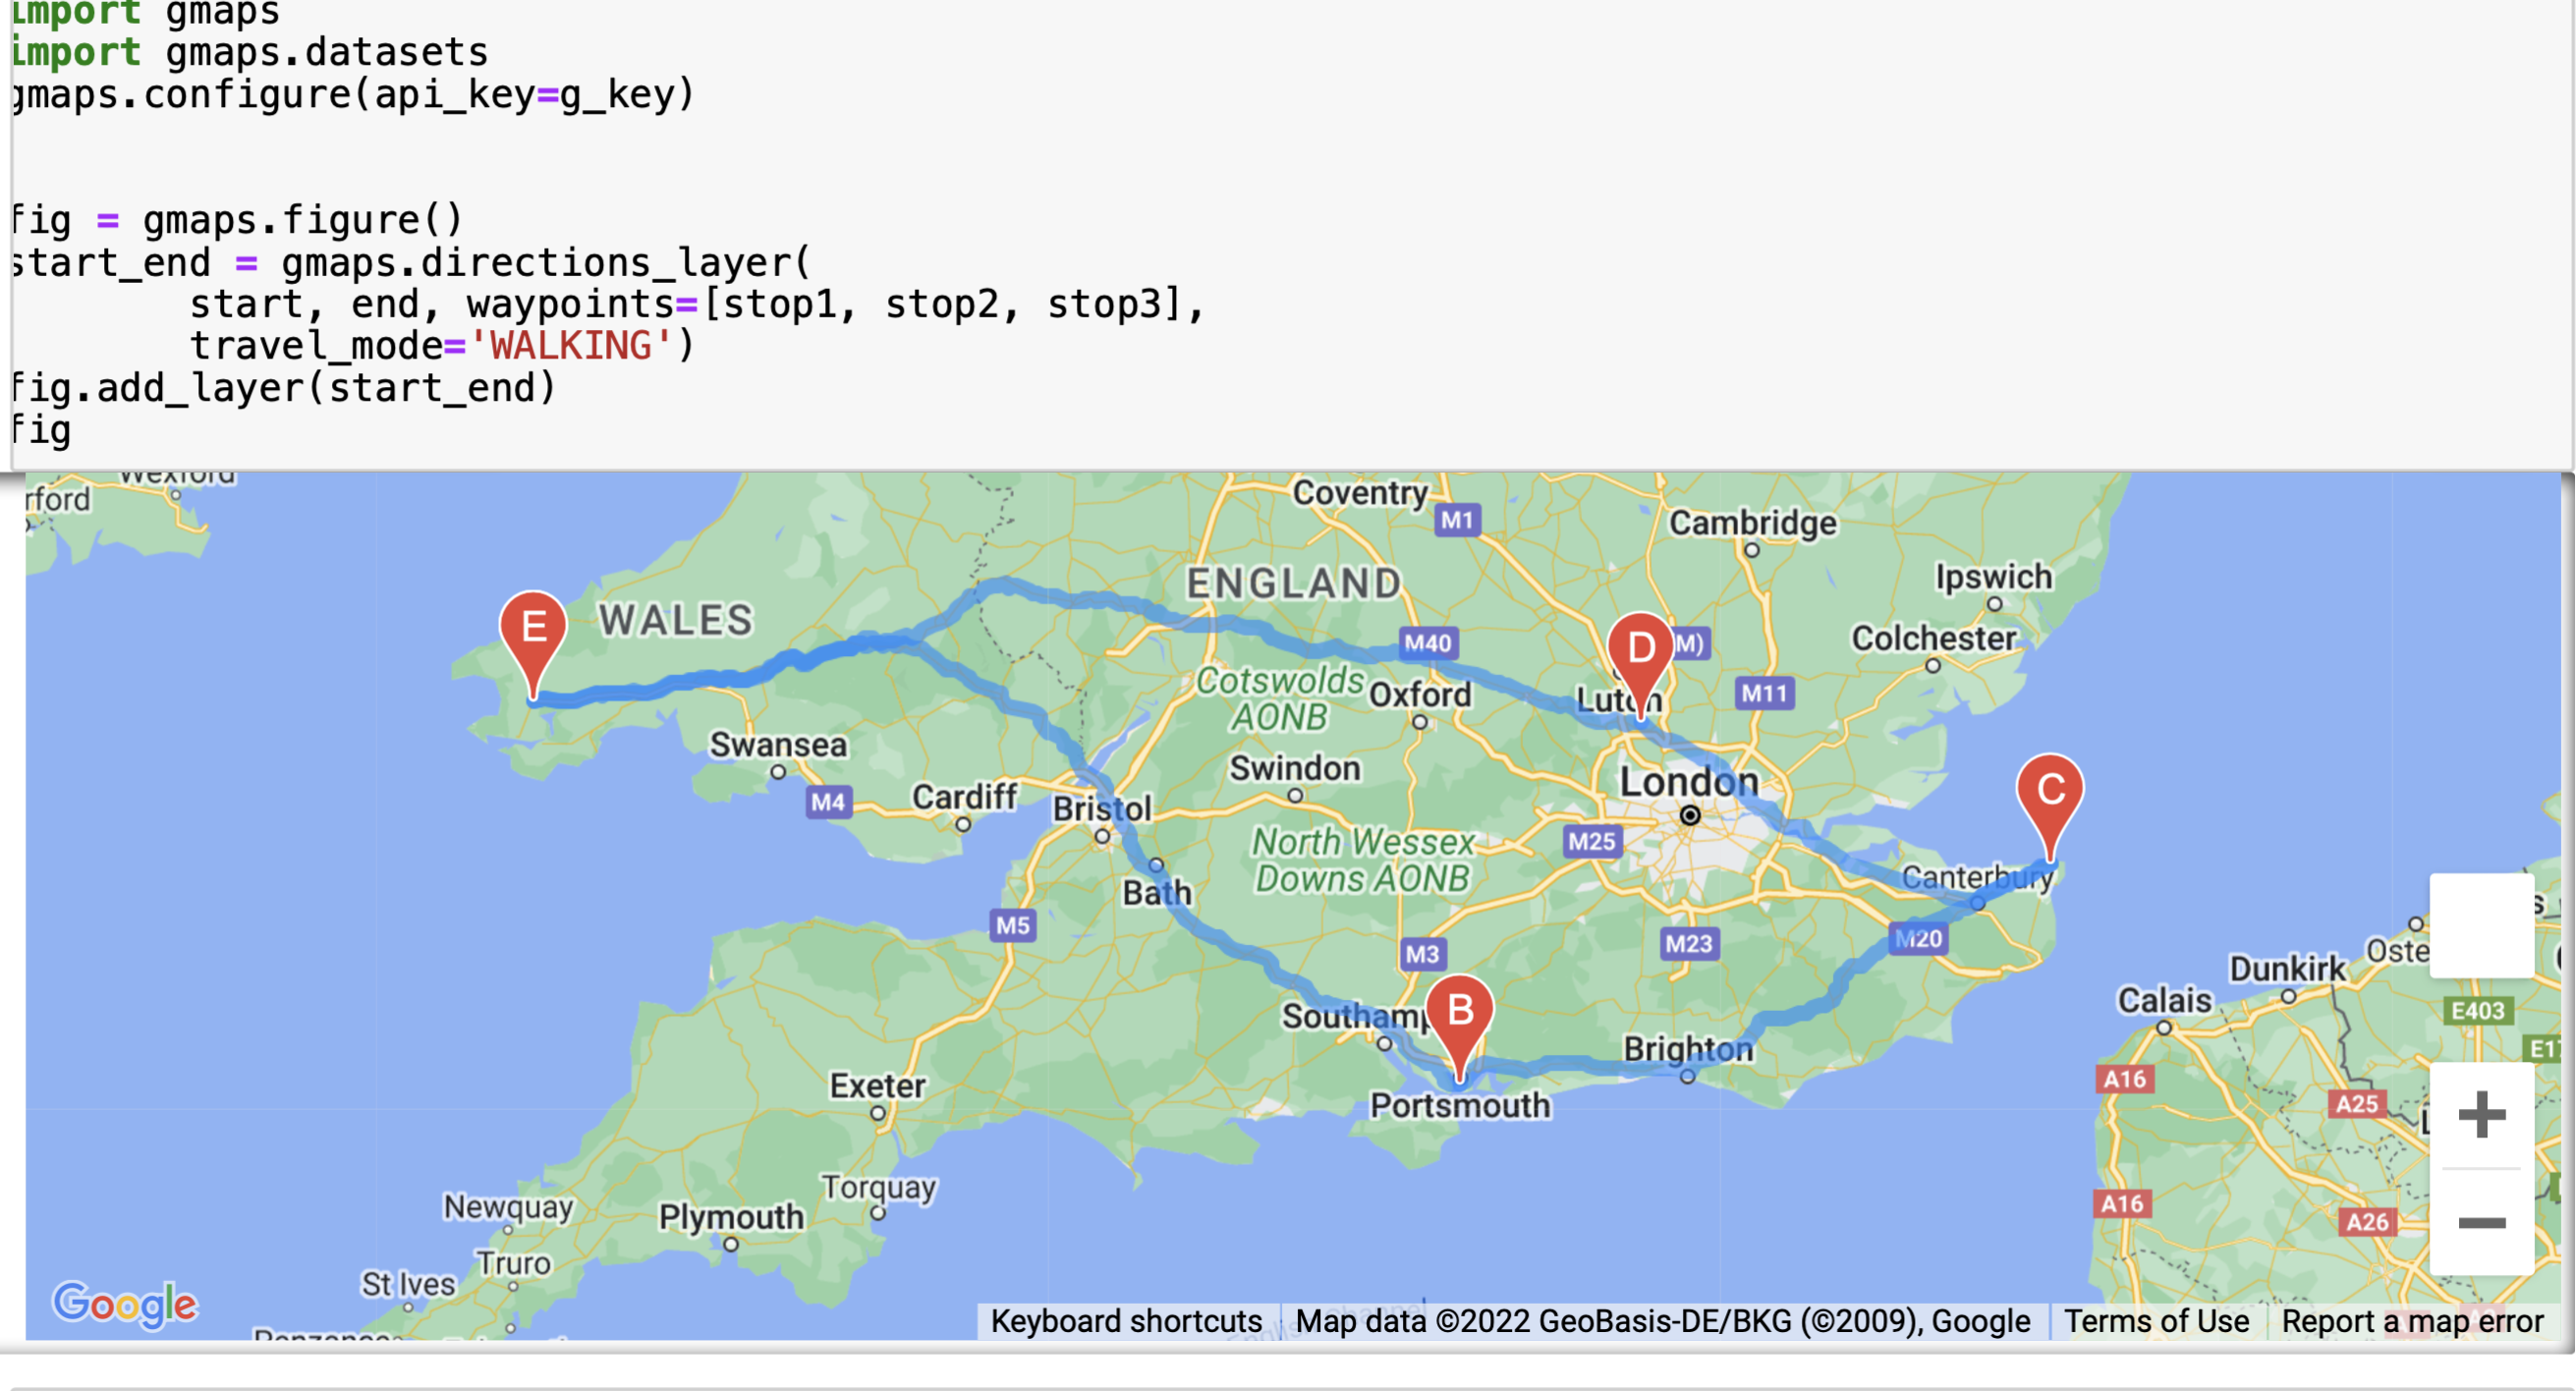 import gmaps
import gmaps.datasets
gmaps.configure(api_key=g_key)
fig = gmaps.figure()
start_end = gmaps.directions_layer(
start, end, waypoints=[stop1, stop2, stop3],
travel_mode='WALKING')
fig.add_layer(start_end)
fig
Wexford
rford
Coventry
M1
Cambridge
ENGLAND
Ipswich
E
WALES
M40
D
M)
Colchester
Cotswolds
AONB
Oxford
Luton
M11
Swansea
Swindon
London
C
M4
Cardiff
Bristol
North Wessex
Downs AONB
M25
Canterbury
Bath
M5
M3
M23
M20
Oste
Dunkirk
B
Southamp
Calais
E403
Brighton
E17
Exeter
Portsmouth
A16
A25
Torquay
Newquay
Plymouth
A16
A26
Truro
St Ives
Google
Penzance
English Channel
Keyboard shortcuts
Map data ©2022 GeoBasis-DE/BKG (©2009), Google
Terms of Use
Report a map error